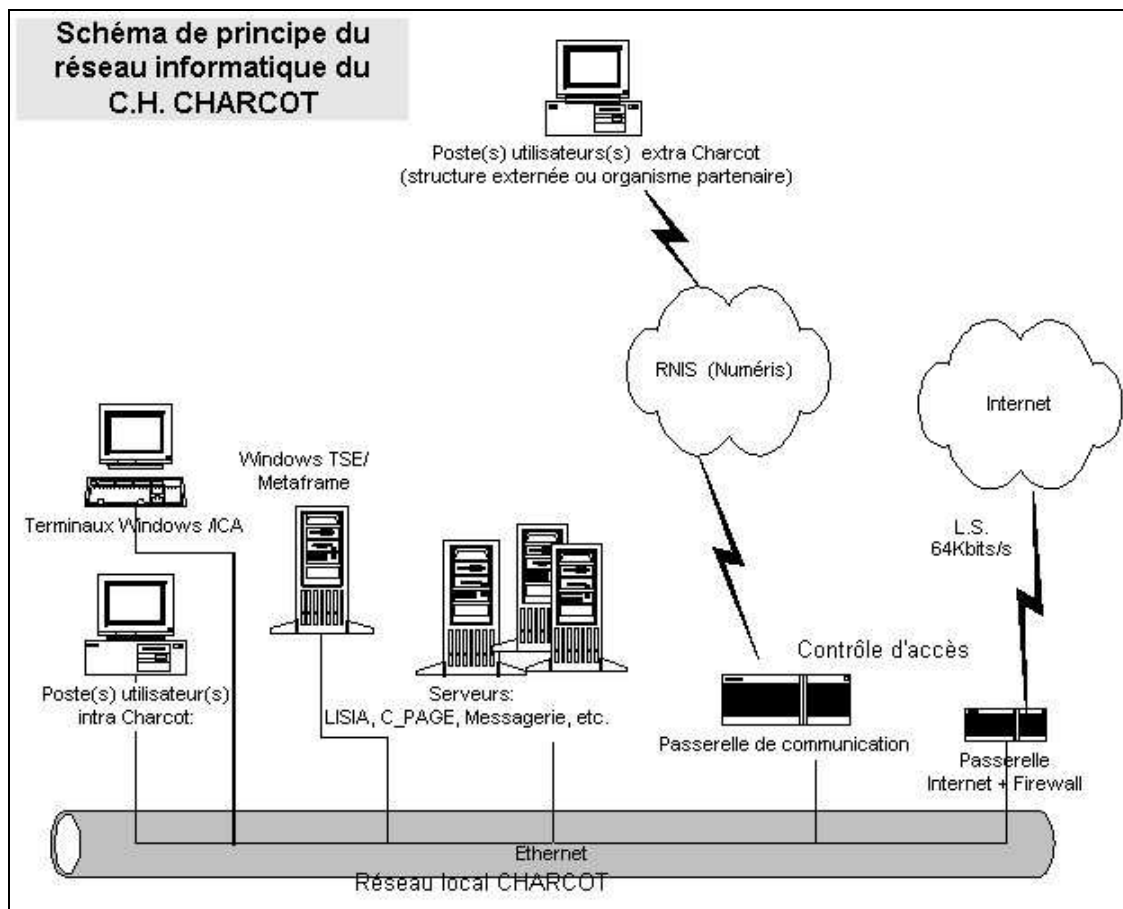 Schéma de principe du
réseau informatique du
C.H. CHARCOT
Poste(s) utilisateurs(s) extra Charcot
(structure externée ou organisme partenaire)
RNIS (Numéris)
Internet
Windows TSE/
Metaframe
Terminaux Windows /ICA
L.S.
64Kbits/s
Contrôle d'accès
Poste(s) utilisateur(s)
intra Charcot:
Serveurs:
LISIA, C_PAGE, Messagerie, etc.
Passerelle de communication
Passerelle
Internet + Firewall
Ethernet
Réseau local CHARCOT